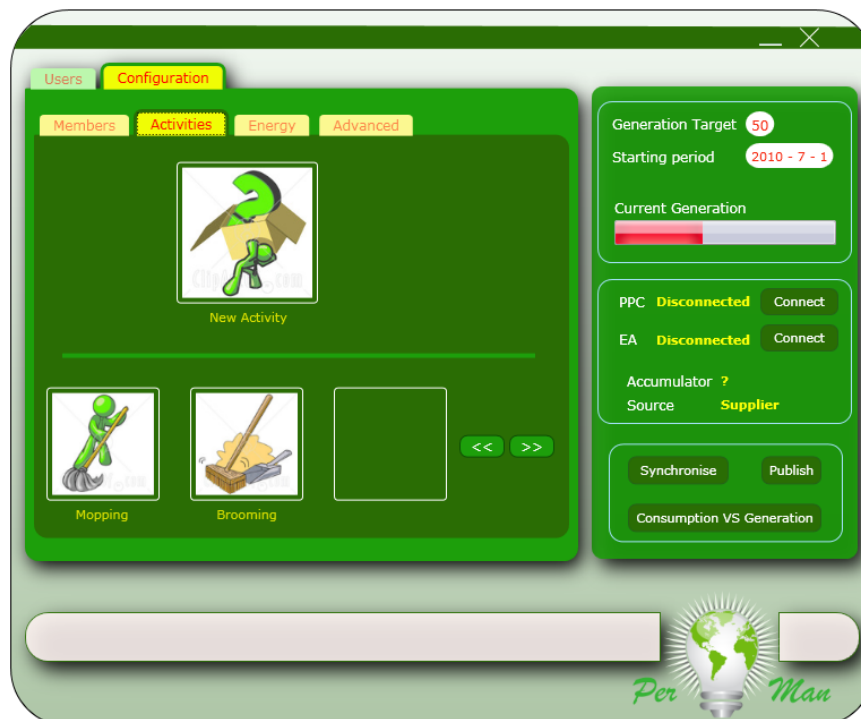 Users Configuration
Members Activities Energy Advanced
New Activity
<< >>
Mopping Brooming
Generation Target 50
Starting period 2010 - 7 - 1
Current Generation
PPC Disconnected Connect
EA Disconnected Connect
Accumulator ?
Source Supplier
Synchronise Publish
Consumption VS Generation
Per Man